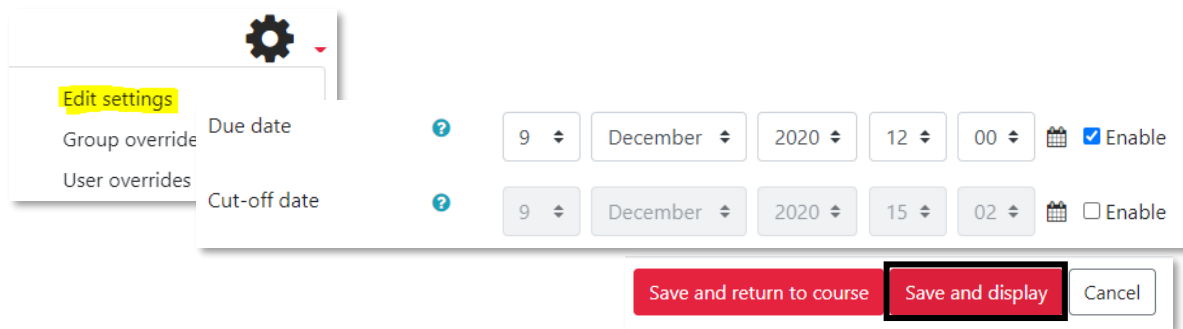 Edit settings
Group override
User overrides
Due date 9 December 2020 12 00 Enable
Cut-off date 9 December 2020 15 02 Enable
Save and return to course Save and display Cancel